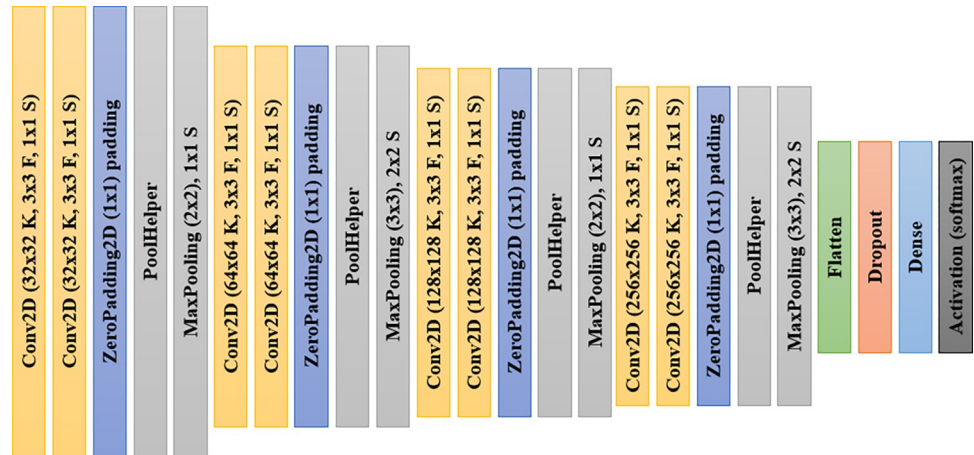 Conv2D (32x32 K, 3x3 F, 1x1 S)
Conv2D (32x32 K, 3x3 F, 1x1 S)
ZeroPadding2D (1x1) padding
PoolHelper
MaxPooling (2x2), 1x1 S
Conv2D (64x64 K, 3x3 F, 1x1 S)
Conv2D (64x64 K, 3x3 F, 1x1 S)
ZeroPadding2D (1x1) padding
PoolHelper
MaxPooling (3x3), 2x2 S
Conv2D (128x128 K, 3x3 F, 1x1 S)
Conv2D (128x128 K, 3x3 F, 1x1 S)
ZeroPadding2D (1x1) padding
PoolHelper
MaxPooling (2x2), 1x1 S
Conv2D (256x256 K, 3x3 F, 1x1 S)
Conv2D (256x256 K, 3x3 F, 1x1 S)
ZeroPadding2D (1x1) padding
PoolHelper
MaxPooling (3x3), 2x2 S
Flatten
Dropout
Dense
Activation (softmax)